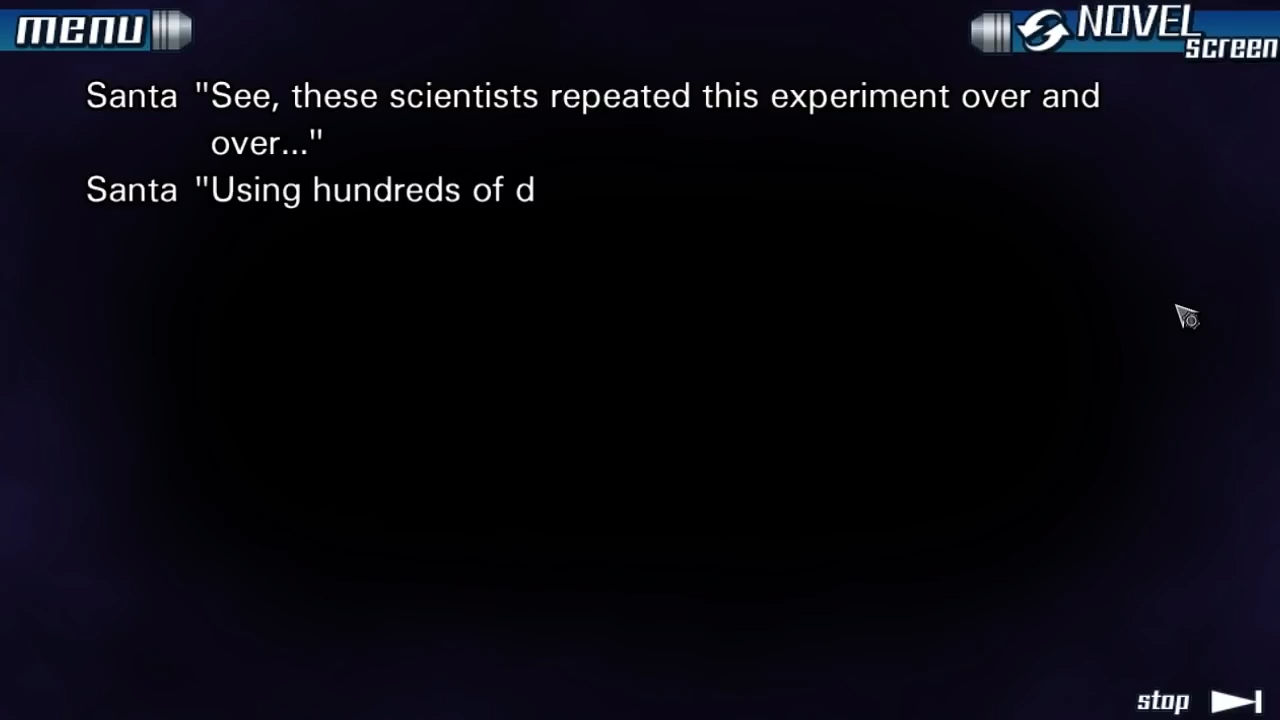 menu
NOVEL
screen
Santa "See, these scientists repeated this experiment over and
over..."
Santa "Using hundreds of d
stop